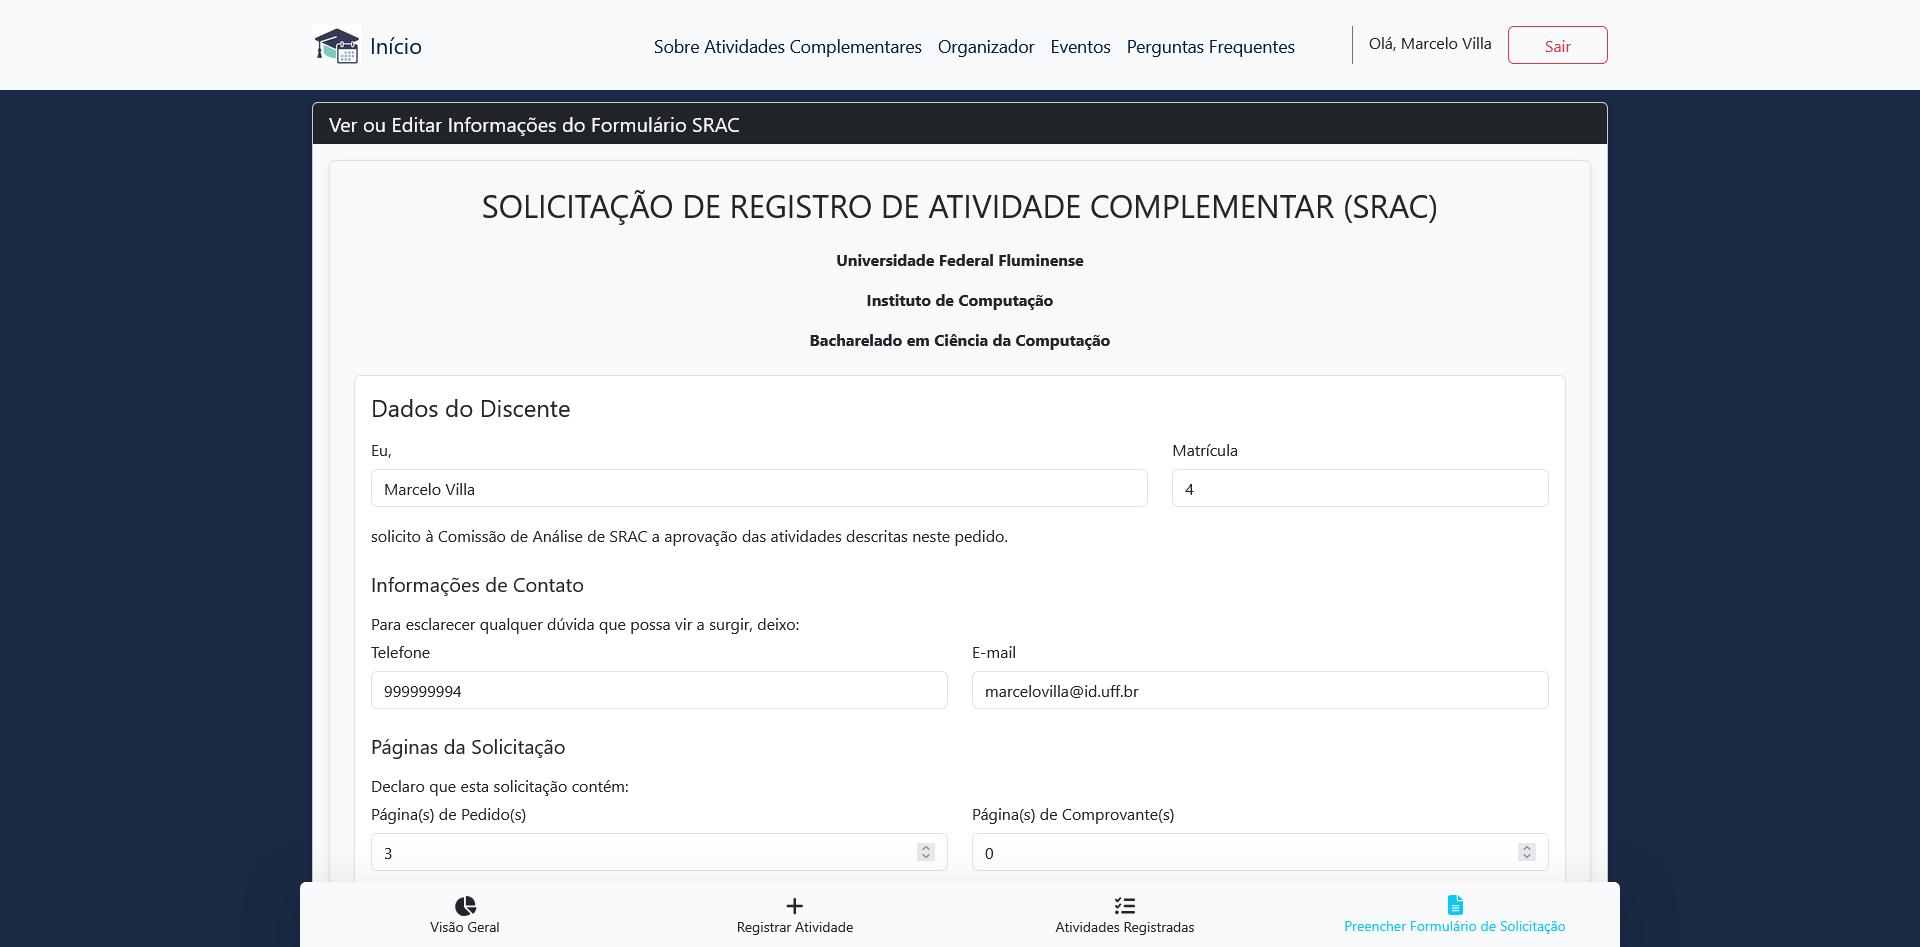 Início
Sobre Atividades Complementares Organizador Eventos Perguntas Frequentes
Olá, Marcelo Villa
Sair
Ver ou Editar Informações do Formulário SRAC
SOLICITAÇÃO DE REGISTRO DE ATIVIDADE COMPLEMENTAR (SRAC)
Universidade Federal Fluminense
Instituto de Computação
Bacharelado em Ciência da Computação
Dados do Discente
Eu, Matrícula
Marcelo Villa 4
solicito à Comissão de Análise de SRAC a aprovação das atividades descritas neste pedido.
Informações de Contato
Para esclarecer qualquer dúvida que possa vir a surgir, deixo:
Telefone E-mail
999999994 marcelovilla@id.uff.br
Páginas da Solicitação
Declaro que esta solicitação contém:
Página(s) de Pedido(s) Página(s) de Comprovante(s)
3 0
Visão Geral Registrar Atividade Atividades Registradas Preencher Formulário de Solicitação